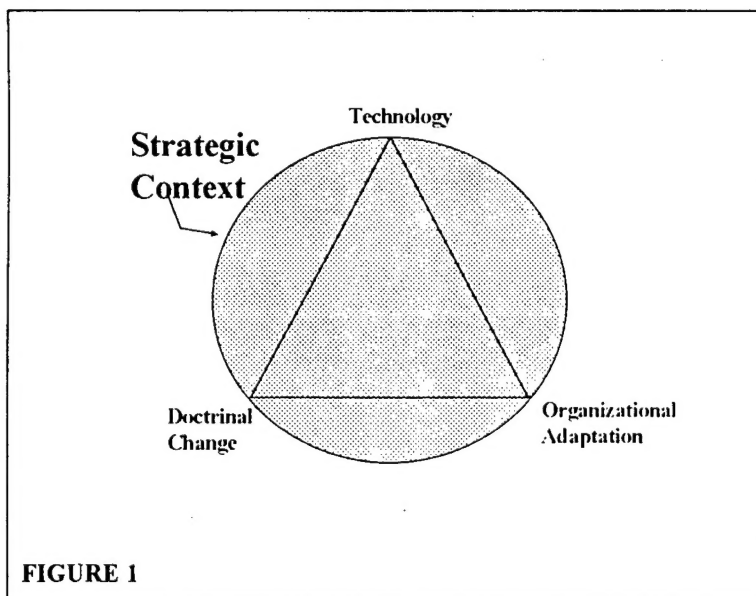 Technology
Strategic
Context
Doctrinal
Change
Organizational
Adaptation
FIGURE 1